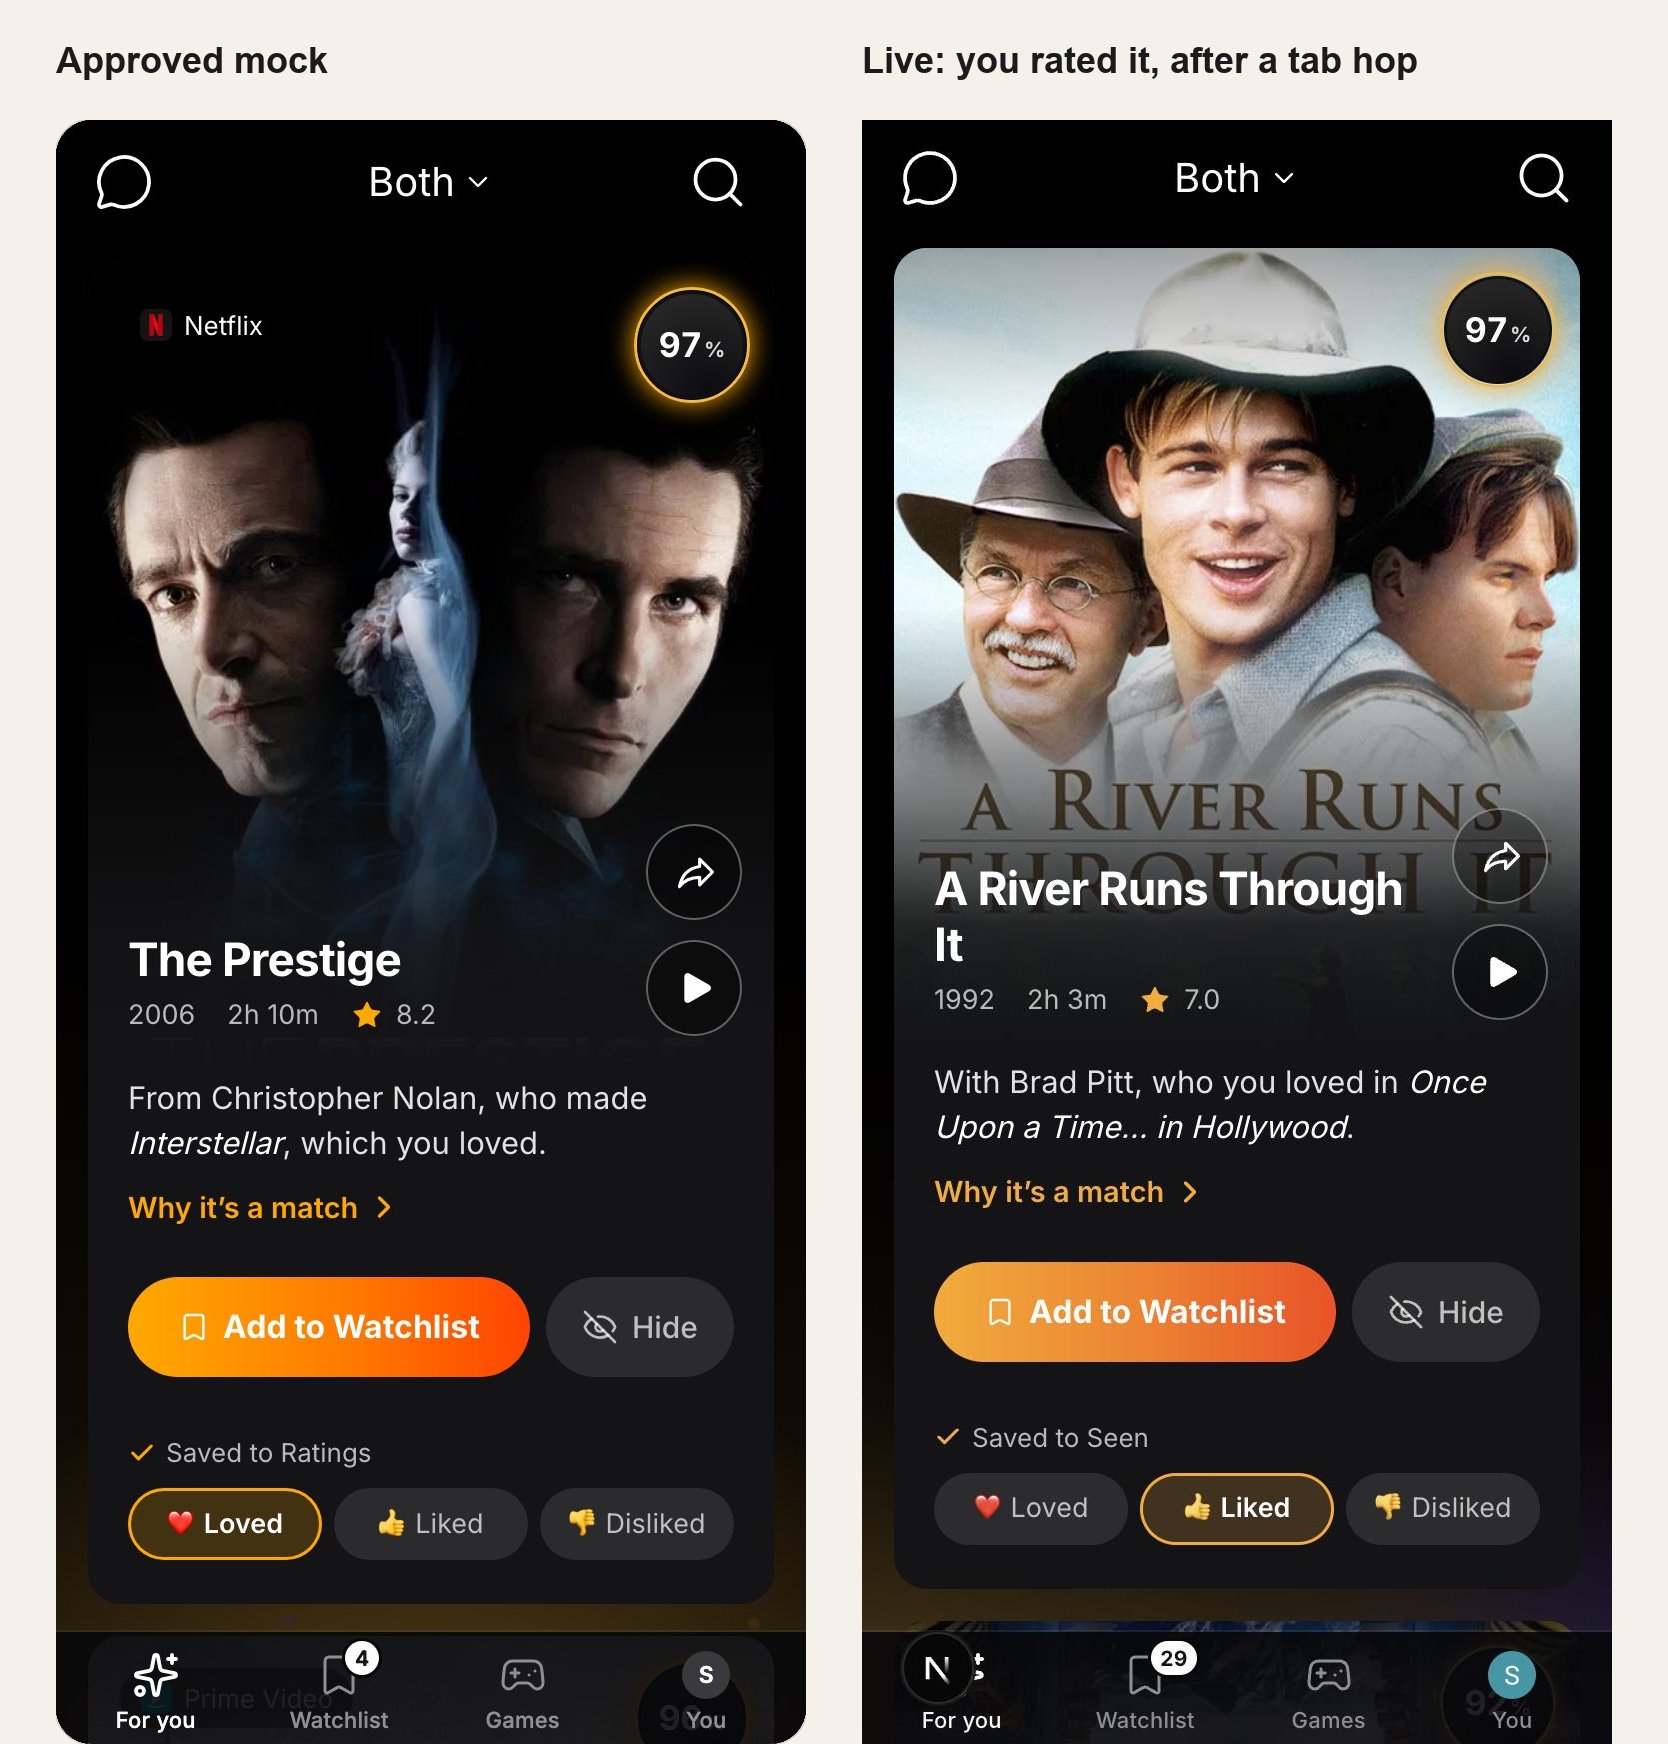 Approved mock
Both
Netflix
97%
The Prestige
2006 2h 10m 8.2
THE PRESTIGE
From Christopher Nolan, who made
Interstellar, which you loved.
Why it’s a match
Add to Watchlist
Hide
Saved to Ratings
Loved
Liked
Disliked
Prime Video
4
S
For you
Watchlist
Games
You
Live: you rated it, after a tab hop
Both
97%
A RIVER RUNS
THROUGH IT
A River Runs Through
It
1992 2h 3m 7.0
With Brad Pitt, who you loved in Once
Upon a Time... in Hollywood.
Why it’s a match
Add to Watchlist
Hide
Saved to Seen
Loved
Liked
Disliked
N
29
S
For you
Watchlist
Games
You